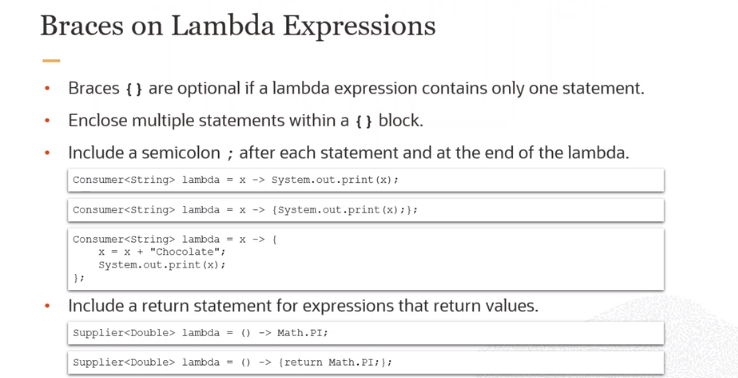 Braces on Lambda Expressions
• Braces {} are optional if a lambda expression contains only one statement.
• Enclose multiple statements within a {} block.
• Include a semicolon ; after each statement and at the end of the lambda.
Consumer<String> lambda = x -> System.out.print(x);
Consumer<String> lambda = x -> {System.out.print(x);};
Consumer<String> lambda = x -> {
    x = x + "Chocolate";
    System.out.print(x);
};
• Include a return statement for expressions that return values.
Supplier<Double> lambda = () -> Math.PI;
Supplier<Double> lambda = () -> {return Math.PI;};